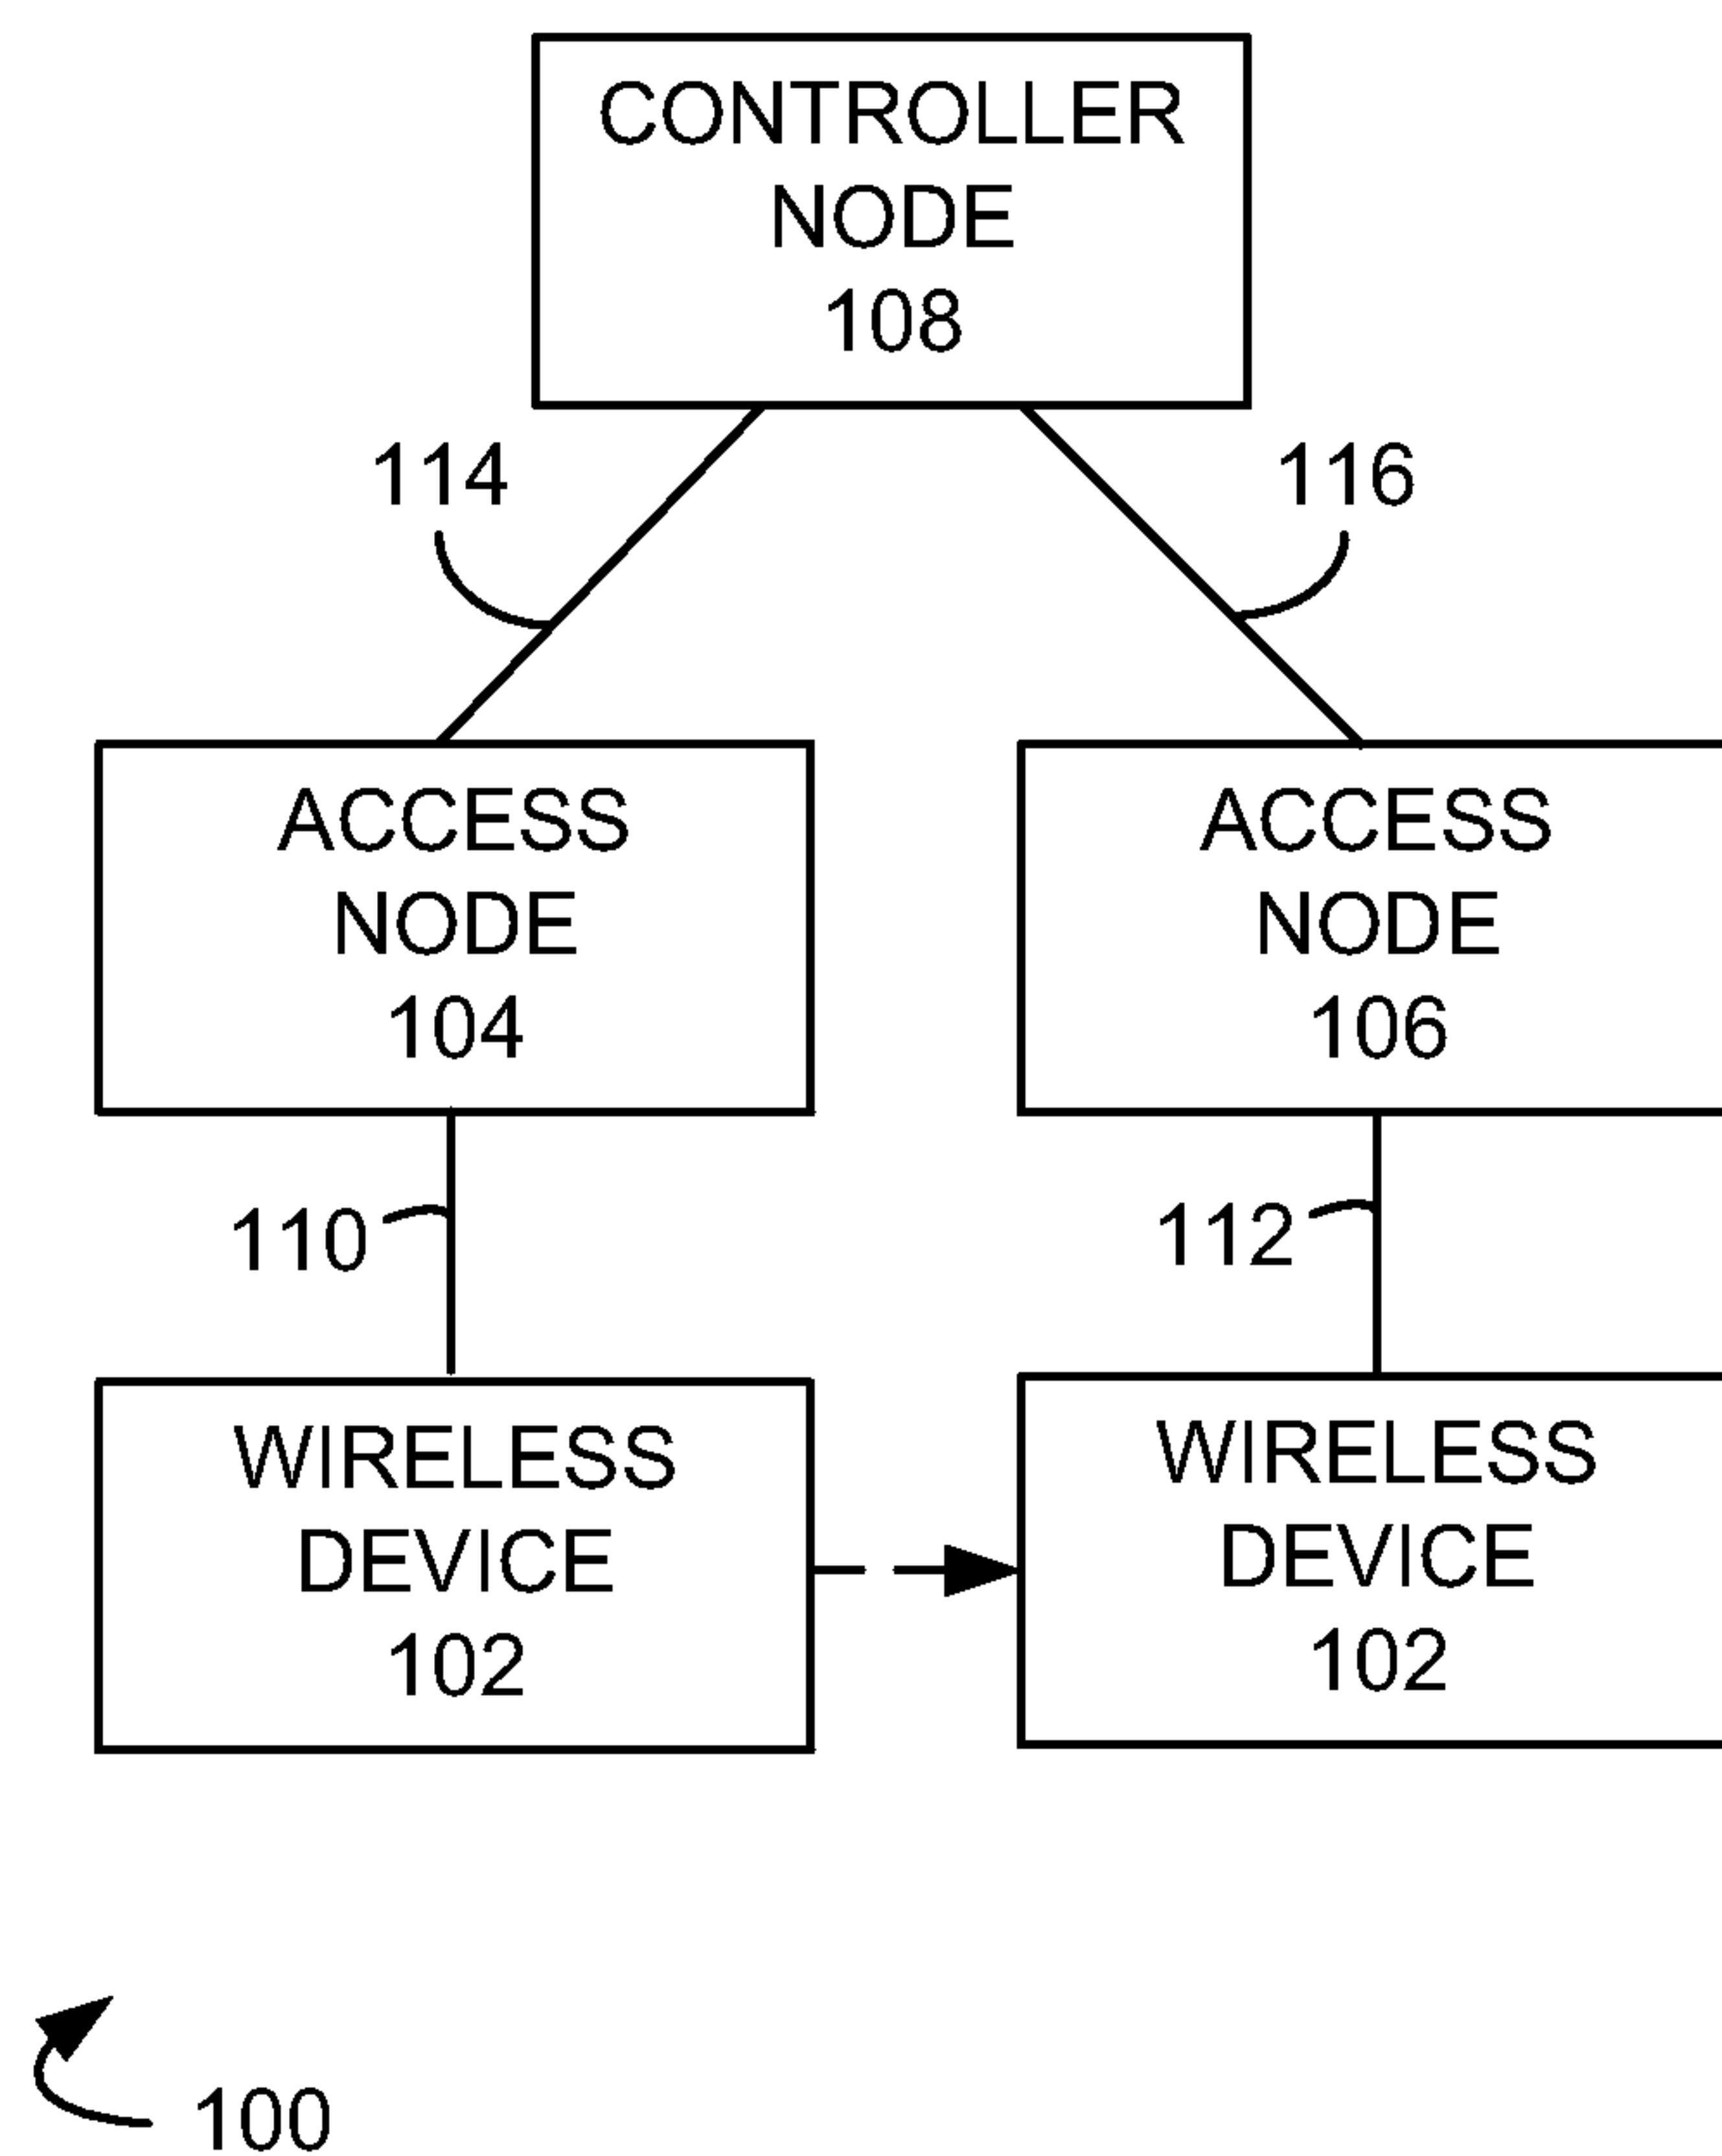 CONTROLLER
NODE
108
114
116
ACCESS
NODE
104
ACCESS
NODE
106
110
112
WIRELESS
DEVICE
102
WIRELESS
DEVICE
102
100